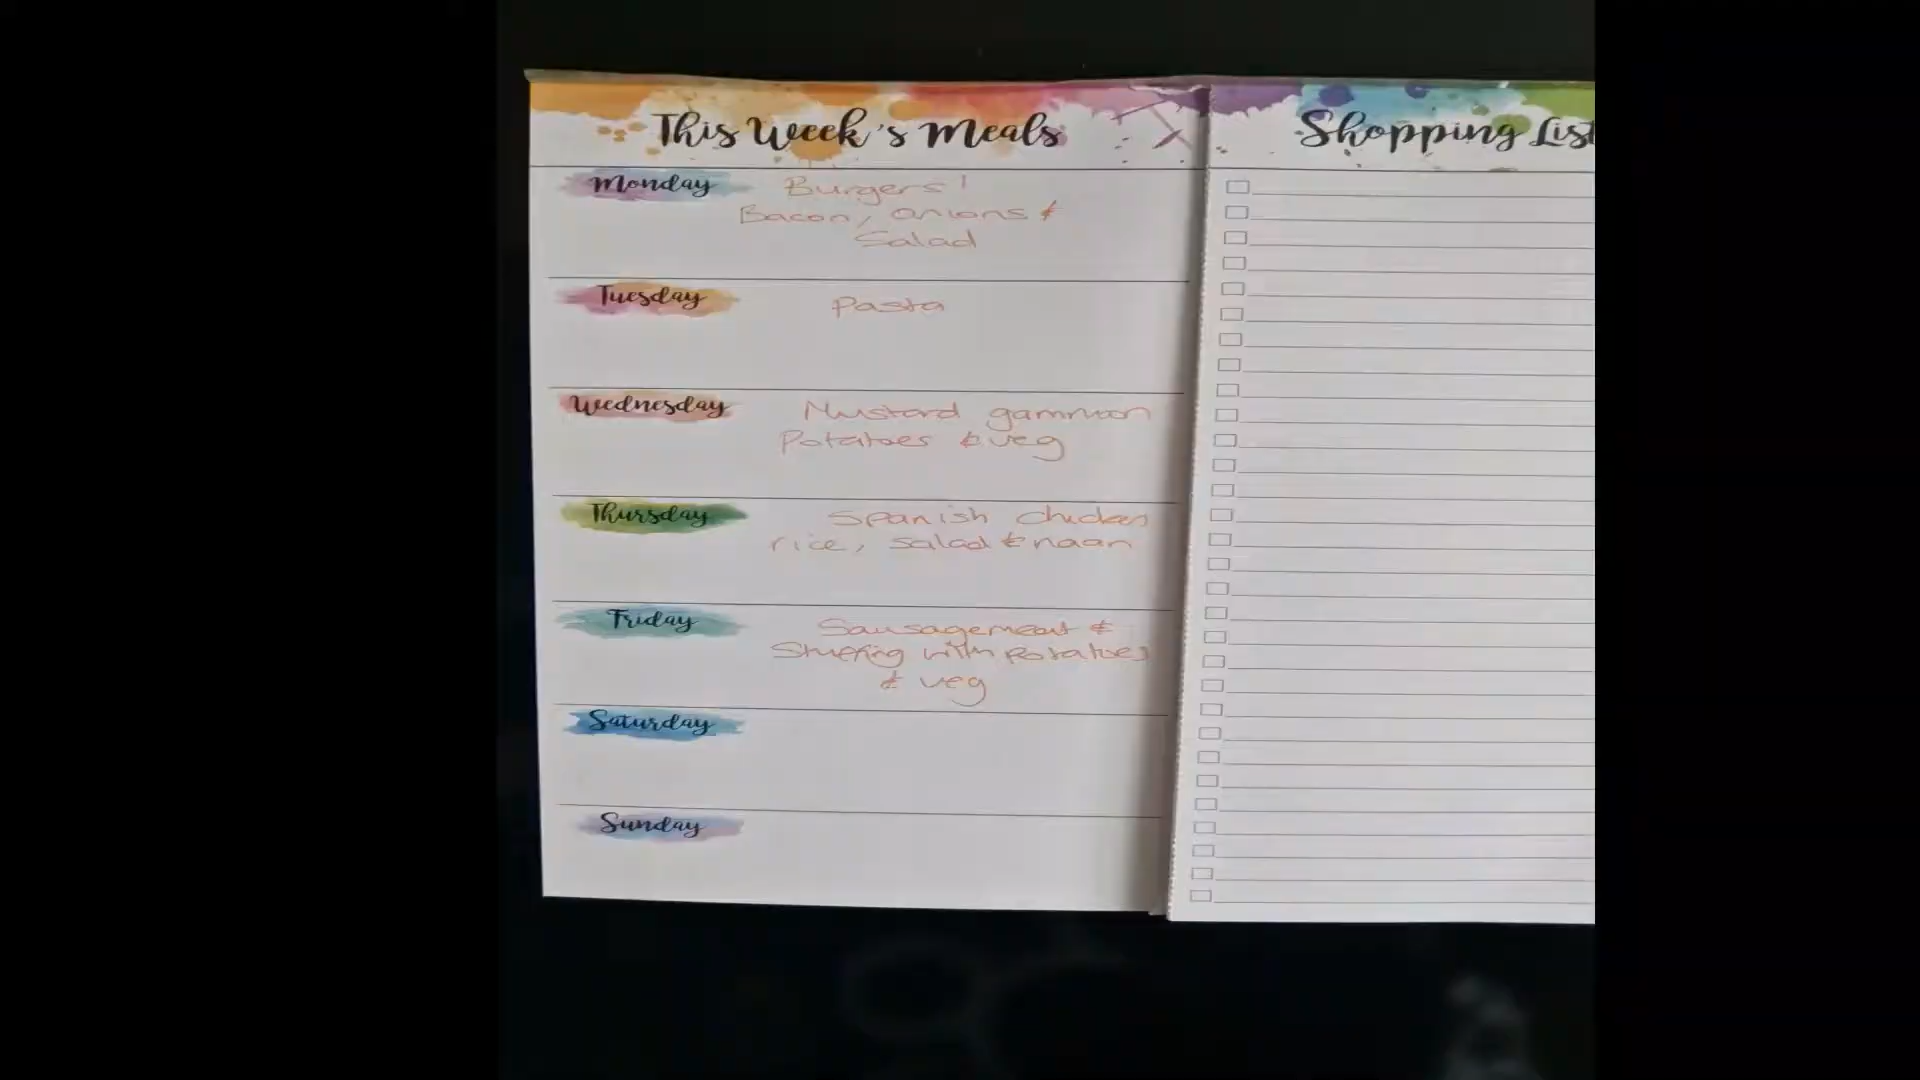 This Week's Meals
Monday
Burgers!
Bacon, onions &
Salad
Tuesday
Pasta
Wednesday
Mustard gammon
Potatoes & veg
Thursday
Spanish chicken
rice, salad & naan
Friday
Sausagemeat &
Stuffing with potatoes
& veg
Saturday
Sunday
Shopping List